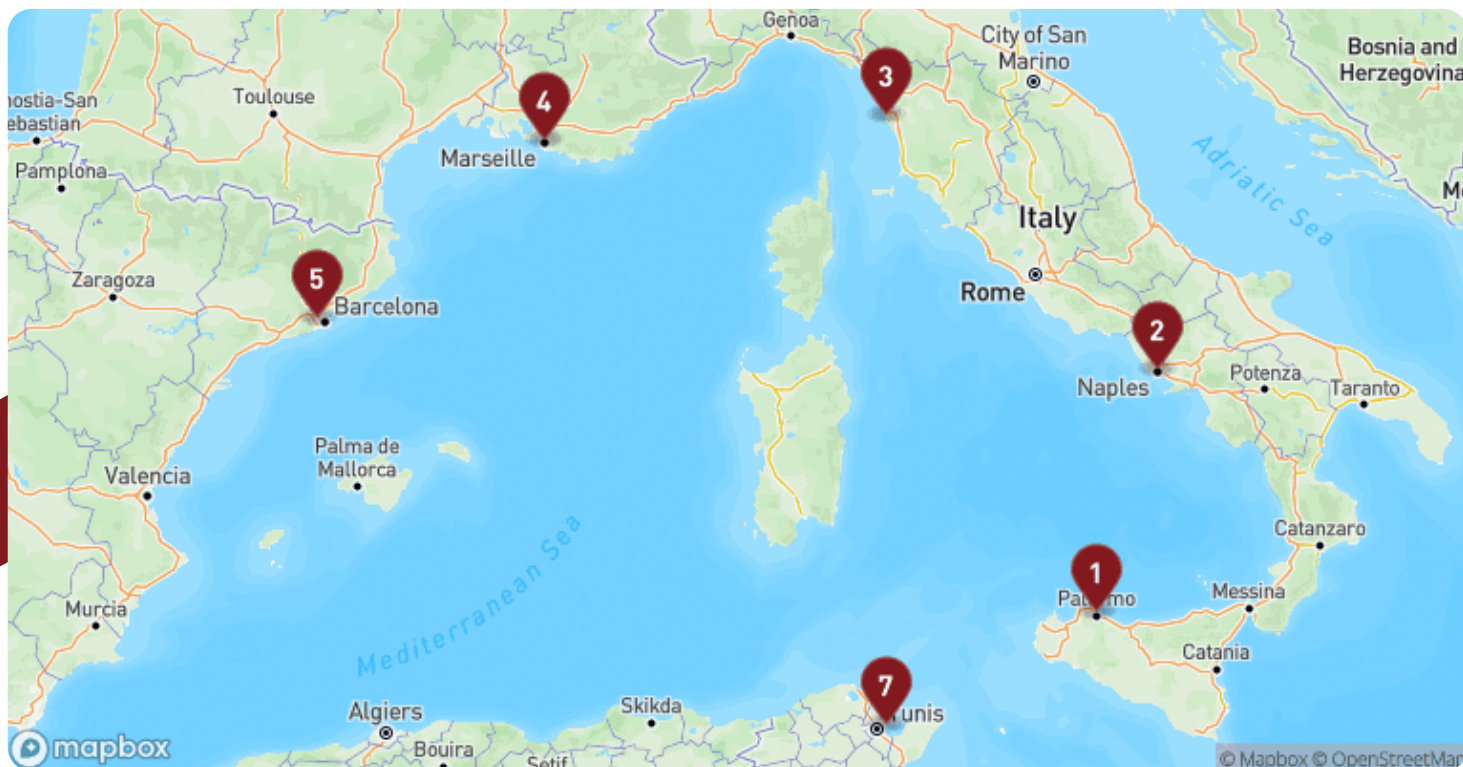 Genoa
City of San
Marino
Bosnia and
Herzegovina
3
Toulouse
4
nostia-San
ebastian
Marseille
Pamplona
Adriatic Sea
Italy
5
Zaragoza
Barcelona
Rome
2
Naples
Potenza
Taranto
Palma de
Mallorca
Valencia
Catanzaro
Mediterranean Sea
1
Murcia
Messina
Catania
7
Skikda
Algiers
Tunis
Bouira
Setif
mapbox
© Mapbox © OpenStreetMap